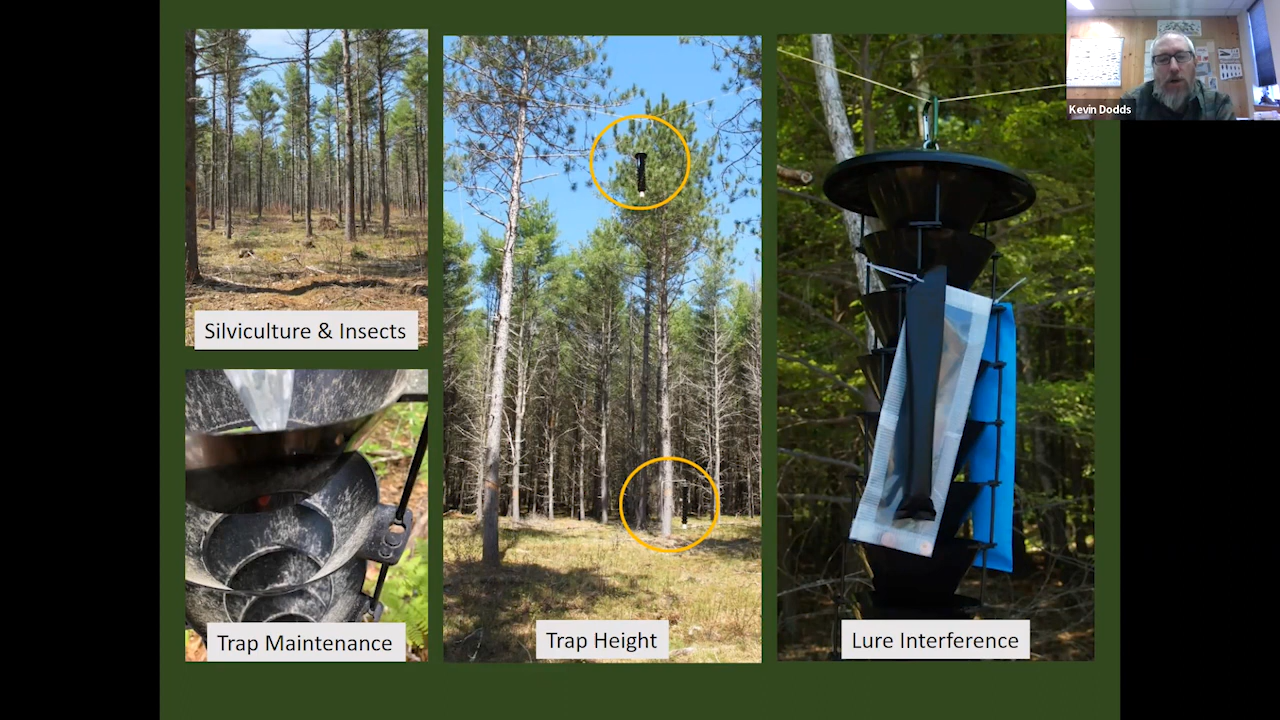 Silviculture & Insects
Trap Maintenance
Trap Height
Lure Interference
Kevin Dodds